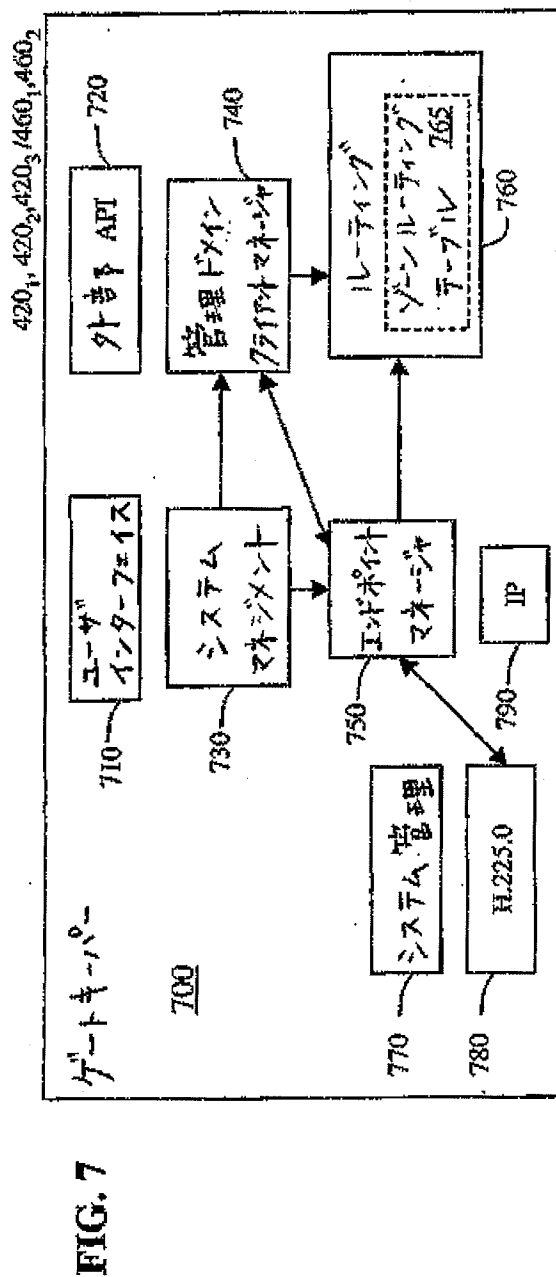 FIG. 7
420₁, 420₂, 420₃ /460₁, 460₂
ゲートキーパー
700
ユーザ
インターフェイス
710
外部 API
720
システム
マネジメント
730
管理ドメイン
クライアントマネージャ
740
エンドポイント
マネージャ
750
ルーティング
ゾーンルーティング
テーブル 765
760
システム管理
770
H.225.0
780
IP
790